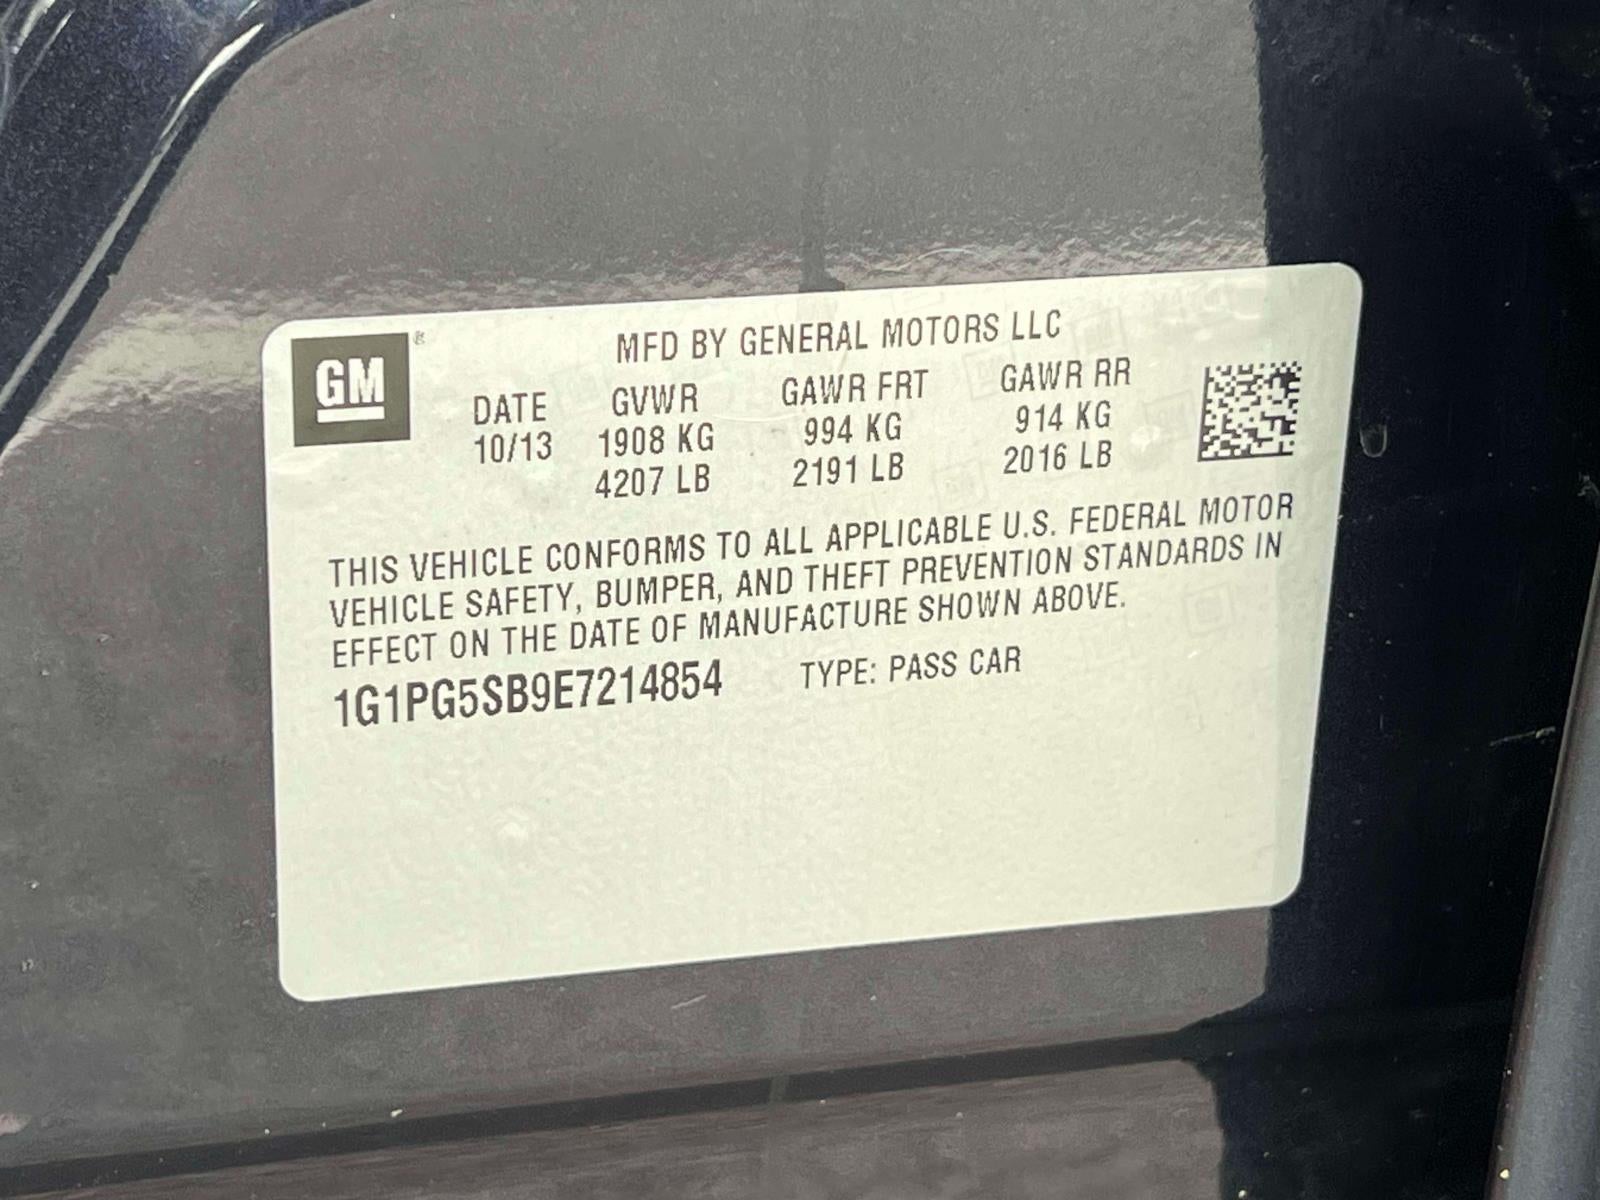 GM®
MFD BY GENERAL MOTORS LLC
DATE GVWR GAWR FRT GAWR RR
10/13 1908 KG 994 KG 914 KG
4207 LB 2191 LB 2016 LB
THIS VEHICLE CONFORMS TO ALL APPLICABLE U.S. FEDERAL MOTOR
VEHICLE SAFETY, BUMPER, AND THEFT PREVENTION STANDARDS IN
EFFECT ON THE DATE OF MANUFACTURE SHOWN ABOVE.
1G1PG5SB9E7214854 TYPE: PASS CAR